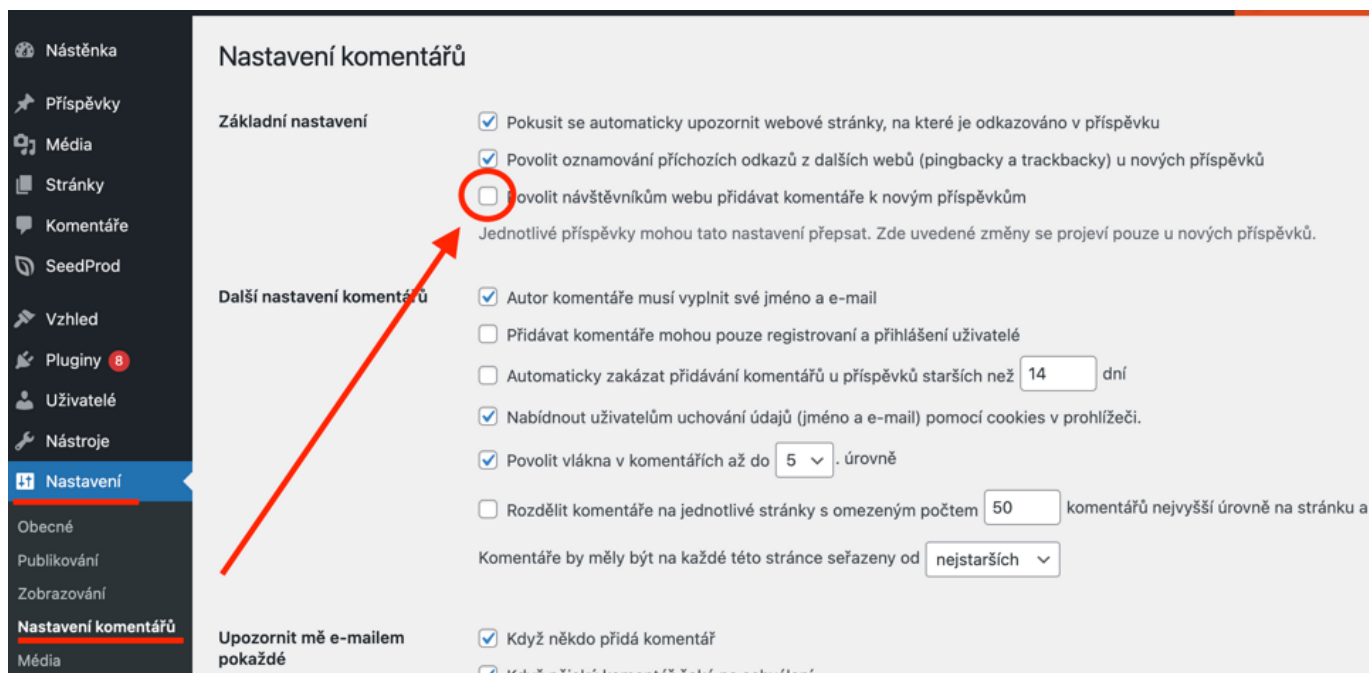 Nástěnka
Příspěvky
Média
Stránky
Komentáře
SeedProd
Vzhled
Pluginy 8
Uživatelé
Nástroje
Nastavení
Obecné
Publikování
Zobrazování
Nastavení komentářů
Média
Nastavení komentářů
Základní nastavení
Pokusit se automaticky upozornit webové stránky, na které je odkazováno v příspěvku
Povolit oznamování příchozích odkazů z dalších webů (pingbacky a trackbacky) u nových příspěvků
Povolit návštěvníkům webu přidávat komentáře k novým příspěvkům
Jednotlivé příspěvky mohou tato nastavení přepsat. Zde uvedené změny se projeví pouze u nových příspěvků.
Další nastavení komentářů
Autor komentáře musí vyplnit své jméno a e-mail
Přidávat komentáře mohou pouze registrovaní a přihlášení uživatelé
Automaticky zakázat přidávání komentářů u příspěvků starších než 14 dní
Nabídnout uživatelům uchování údajů (jméno a e-mail) pomocí cookies v prohlížeči.
Povolit vlákna v komentářích až do 5 . úrovně
Rozdělit komentáře na jednotlivé stránky s omezeným počtem 50 komentářů nejvyšší úrovně na stránku a
Komentáře by měly být na každé této stránce seřazeny od nejstarších
Upozornit mě e-mailem
pokaždé
Když někdo přidá komentář